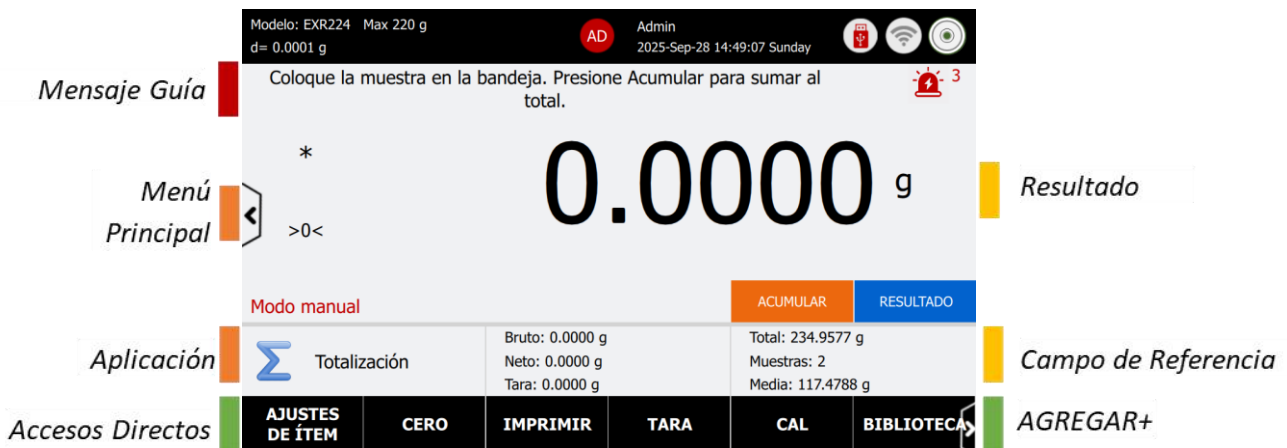 Modelo: EXR224 Max 220 g
d= 0.0001 g
AD
Admin
2025-Sep-28 14:49:07 Sunday
Mensaje Guía
Coloque la muestra en la bandeja. Presione Acumular para sumar al
total.
3
*
0.0000 g
Resultado
Menú
Principal
>0<
Modo manual
ACUMULAR
RESULTADO
Aplicación
Σ Totalización
Bruto: 0.0000 g
Neto: 0.0000 g
Tara: 0.0000 g
Total: 234.9577 g
Muestras: 2
Media: 117.4788 g
Campo de Referencia
Accesos Directos
AJUSTES
DE ÍTEM
CERO
IMPRIMIR
TARA
CAL
BIBLIOTECA
AGREGAR+